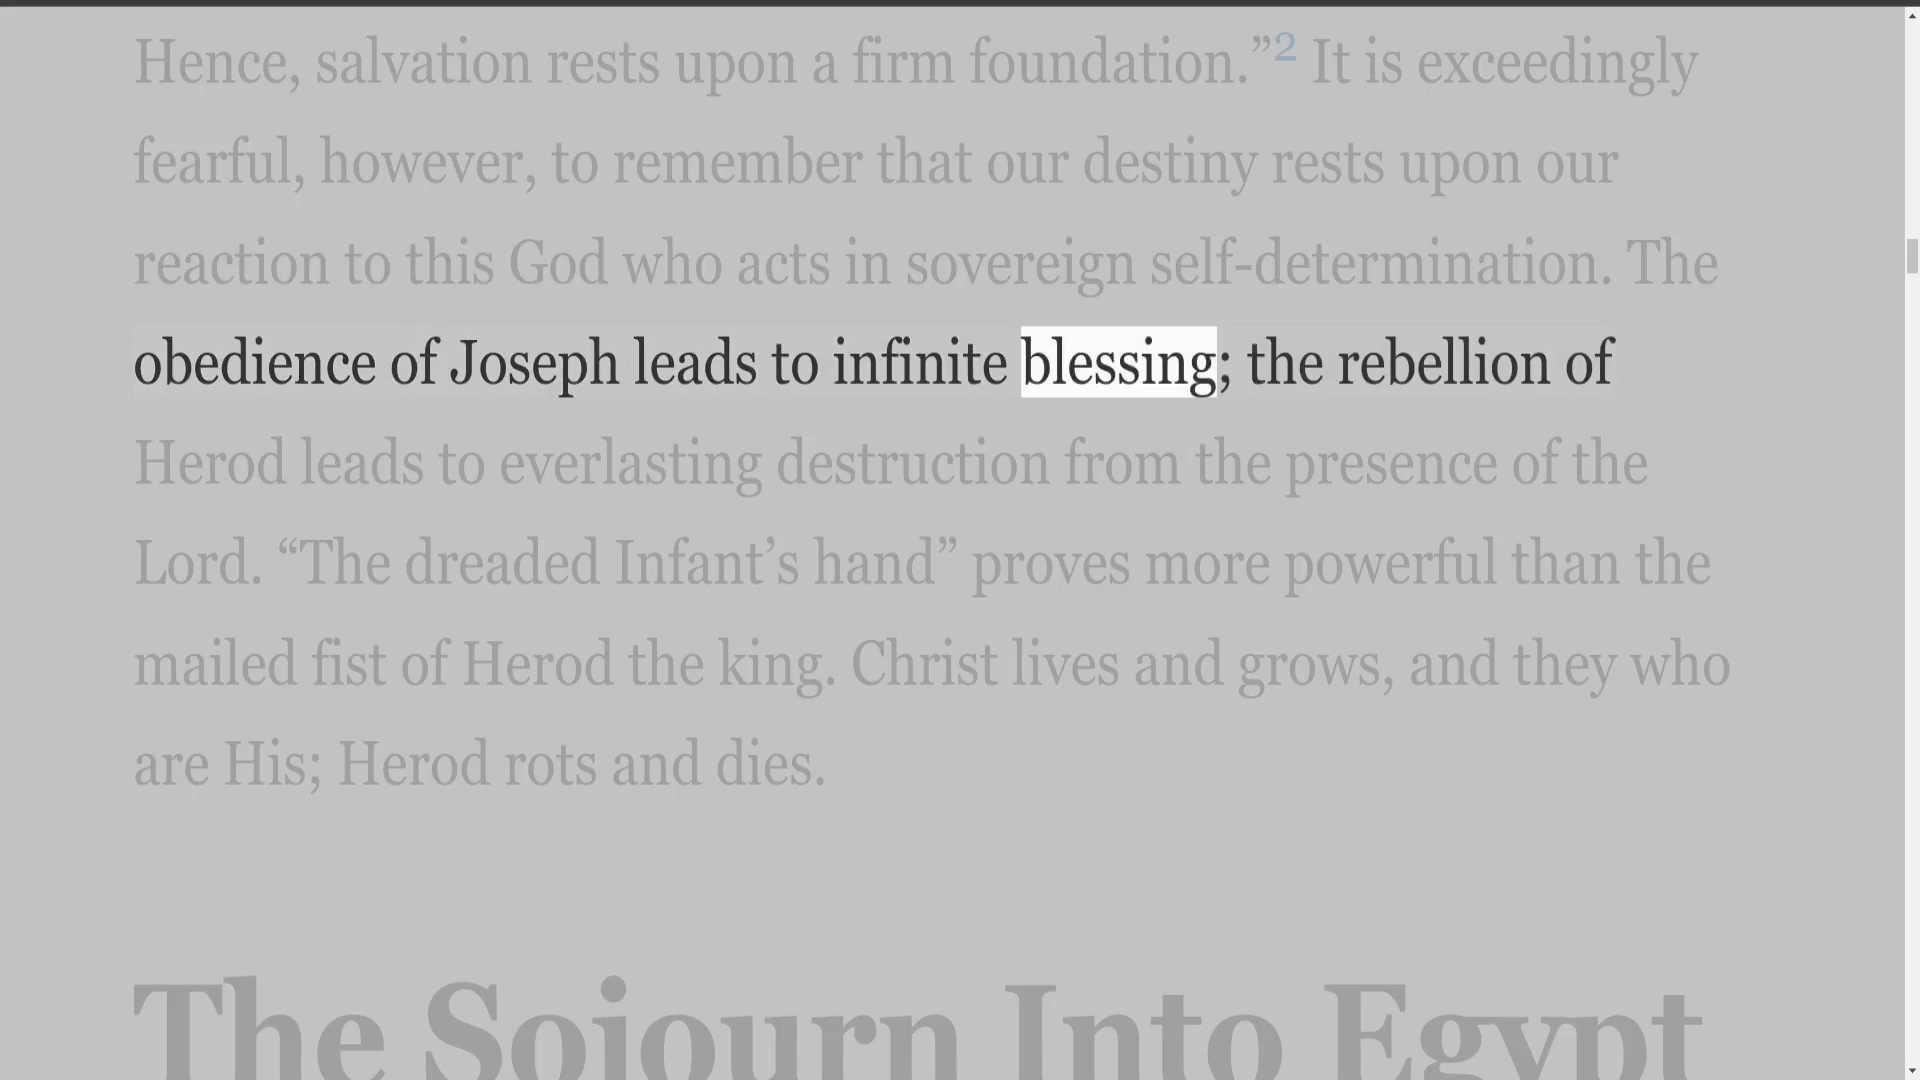 Hence, salvation rests upon a firm foundation.”2 It is exceedingly
fearful, however, to remember that our destiny rests upon our
reaction to this God who acts in sovereign self-determination. The
obedience of Joseph leads to infinite blessing; the rebellion of
Herod leads to everlasting destruction from the presence of the
Lord. “The dreaded Infant’s hand” proves more powerful than the
mailed fist of Herod the king. Christ lives and grows, and they who
are His; Herod rots and dies.
The Sojourn Into Egypt